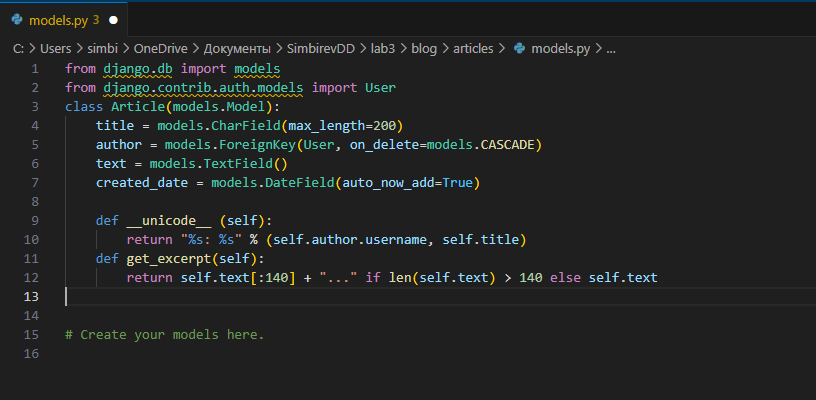 models.py 3
C: > Users > simbi > OneDrive > Документы > SimbirevDD > lab3 > blog > articles > models.py > ...
1 from django.db import models
2 from django.contrib.auth.models import User
3 class Article(models.Model):
4     title = models.CharField(max_length=200)
5     author = models.ForeignKey(User, on_delete=models.CASCADE)
6     text = models.TextField()
7     created_date = models.DateField(auto_now_add=True)
8
9     def __unicode__ (self):
10         return "%s: %s" % (self.author.username, self.title)
11     def get_excerpt(self):
12         return self.text[:140] + "..." if len(self.text) > 140 else self.text
13
14
15 # Create your models here.
16